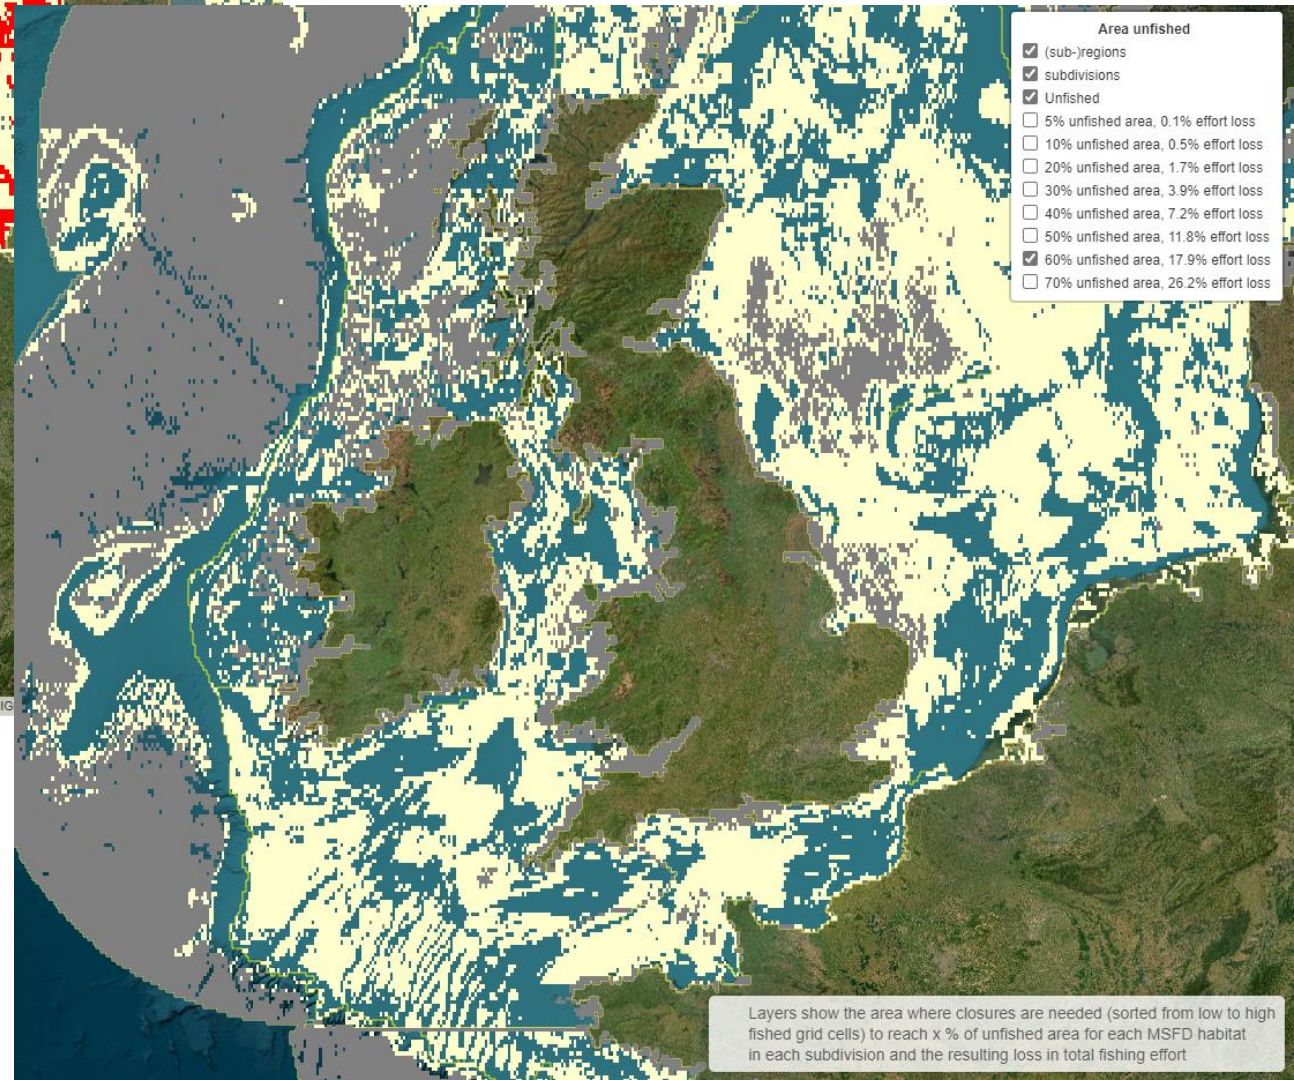 Area unfished
(sub-)regions
subdivisions
Unfished
5% unfished area, 0.1% effort loss
10% unfished area, 0.5% effort loss
20% unfished area, 1.7% effort loss
30% unfished area, 3.9% effort loss
40% unfished area, 7.2% effort loss
50% unfished area, 11.8% effort loss
60% unfished area, 17.9% effort loss
70% unfished area, 26.2% effort loss
IG
Layers show the area where closures are needed (sorted from low to high
fished grid cells) to reach x % of unfished area for each MSFD habitat
in each subdivision and the resulting loss in total fishing effort